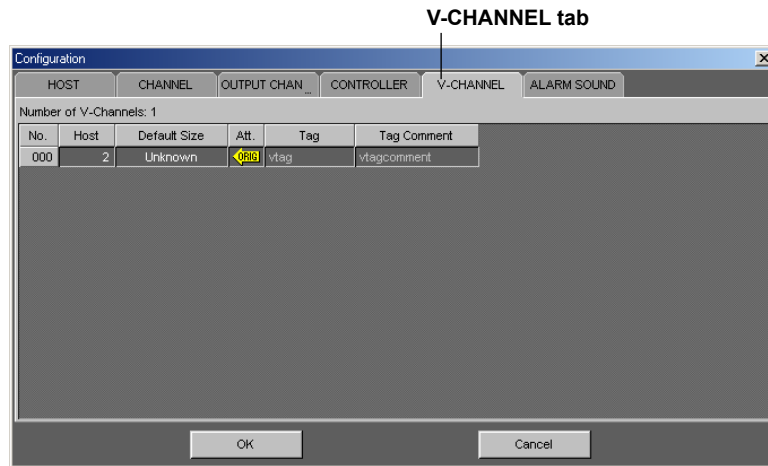 V-CHANNEL tab
Configuration
HOST CHANNEL OUTPUT CHAN... CONTROLLER V-CHANNEL ALARM SOUND
Number of V-Channels: 1
No. Host Default Size Att. Tag Tag Comment
000 2 Unknown ORIG vtag vtagcomment
OK Cancel